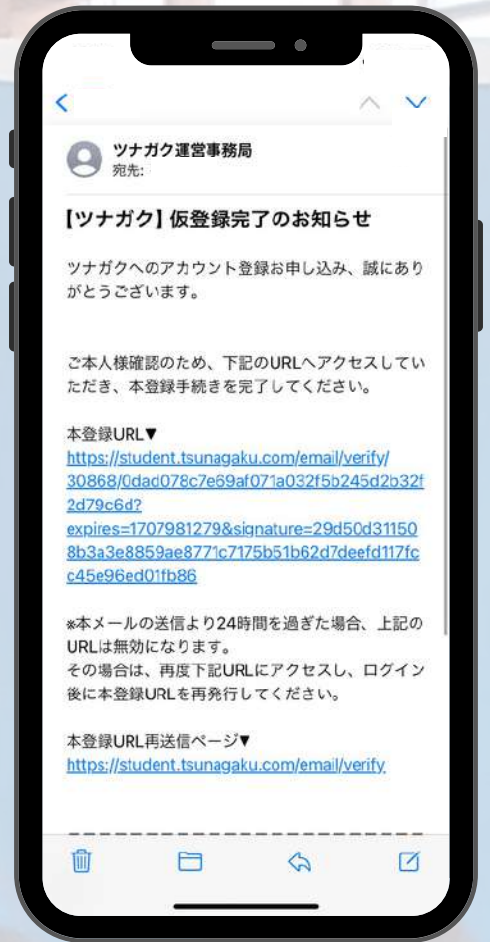 ツナガク運営事務局
宛先:
【ツナガク】仮登録完了のお知らせ
ツナガクへのアカウント登録お申し込み、誠にあり
がとうございます。
ご本人様確認のため、下記のURLへアクセスしてい
ただき、本登録手続きを完了してください。
本登録URL▼
https://student.tsunagaku.com/email/verify/
30868/0dad078c7e69af071a032f5b245d2b32f
2d79c6d?
expires=1707981279&signature=29d50d31150
8b3a3e8859ae8771c7175b51b62d7deefd117fc
c45e96ed01fb86
※本メールの送信より24時間を過ぎた場合、上記の
URLは無効になります。
その場合は、再度下記URLにアクセスし、ログイン
後に本登録URLを再発行してください。
本登録URL再送信ページ▼
https://student.tsunagaku.com/email/verify